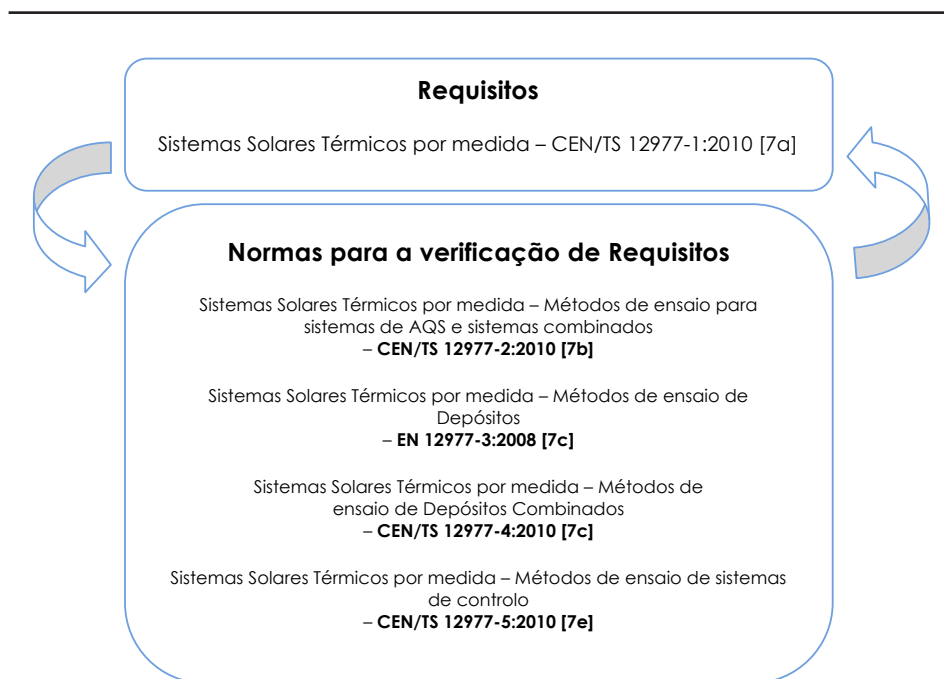 Requisitos
Sistemas Solares Térmicos por medida – CEN/TS 12977-1:2010 [7a]
Normas para a verificação de Requisitos
Sistemas Solares Térmicos por medida – Métodos de ensaio para
sistemas de AQS e sistemas combinados
– CEN/TS 12977-2:2010 [7b]
Sistemas Solares Térmicos por medida – Métodos de ensaio de
Depósitos
– EN 12977-3:2008 [7c]
Sistemas Solares Térmicos por medida – Métodos de
ensaio de Depósitos Combinados
– CEN/TS 12977-4:2010 [7c]
Sistemas Solares Térmicos por medida – Métodos de ensaio de sistemas
de controlo
– CEN/TS 12977-5:2010 [7e]